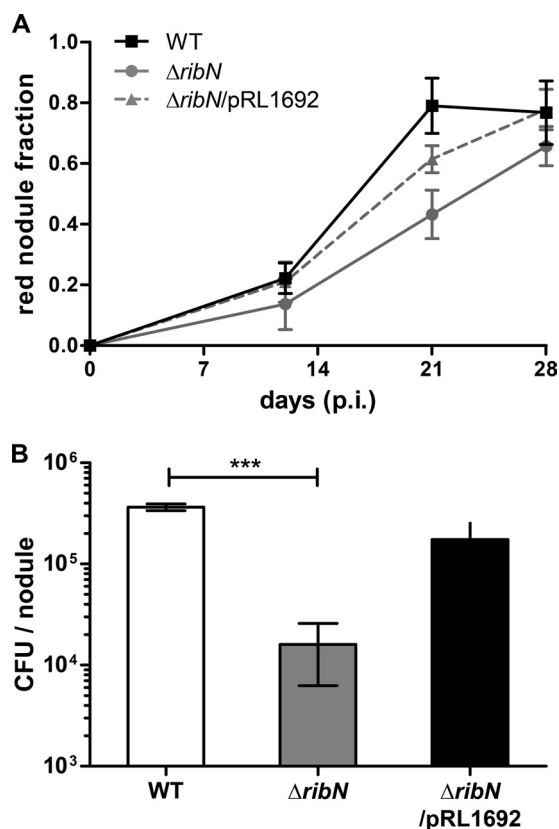 A
WT
ΔribN
ΔribN/pRL1692
1.0
0.8
0.6
0.4
0.2
0.0
red nodule fraction
0 7 14 21 28
days (p.i.)
B
***
10⁶
10⁵
10⁴
10³
CFU / nodule
WT ΔribN ΔribN
/pRL1692